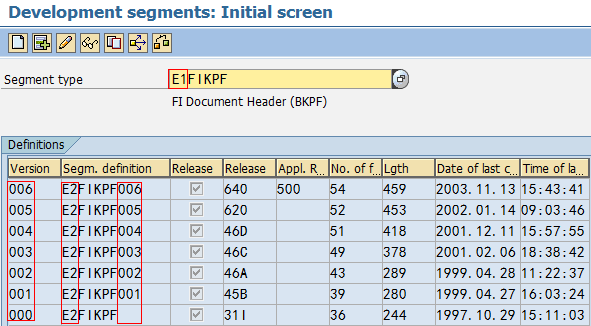 Development segments: Initial screen
Segment type E1FIKPF
FI Document Header (BKPF)
Definitions
Version Segm. definition Release Release Appl. R... No. of f... Lgth Date of last c... Time of la...
006 E2FIKPF006 640 500 54 459 2003.11.13 15:43:41
005 E2FIKPF005 620 52 453 2002.01.14 09:03:46
004 E2FIKPF004 46D 51 418 2001.12.11 15:57:55
003 E2FIKPF003 46C 49 378 2001.02.06 18:38:42
002 E2FIKPF002 46A 43 289 1999.04.28 11:22:37
001 E2FIKPF001 45B 39 280 1999.04.27 16:03:24
000 E2FIKPF 31I 36 244 1997.10.29 15:11:03